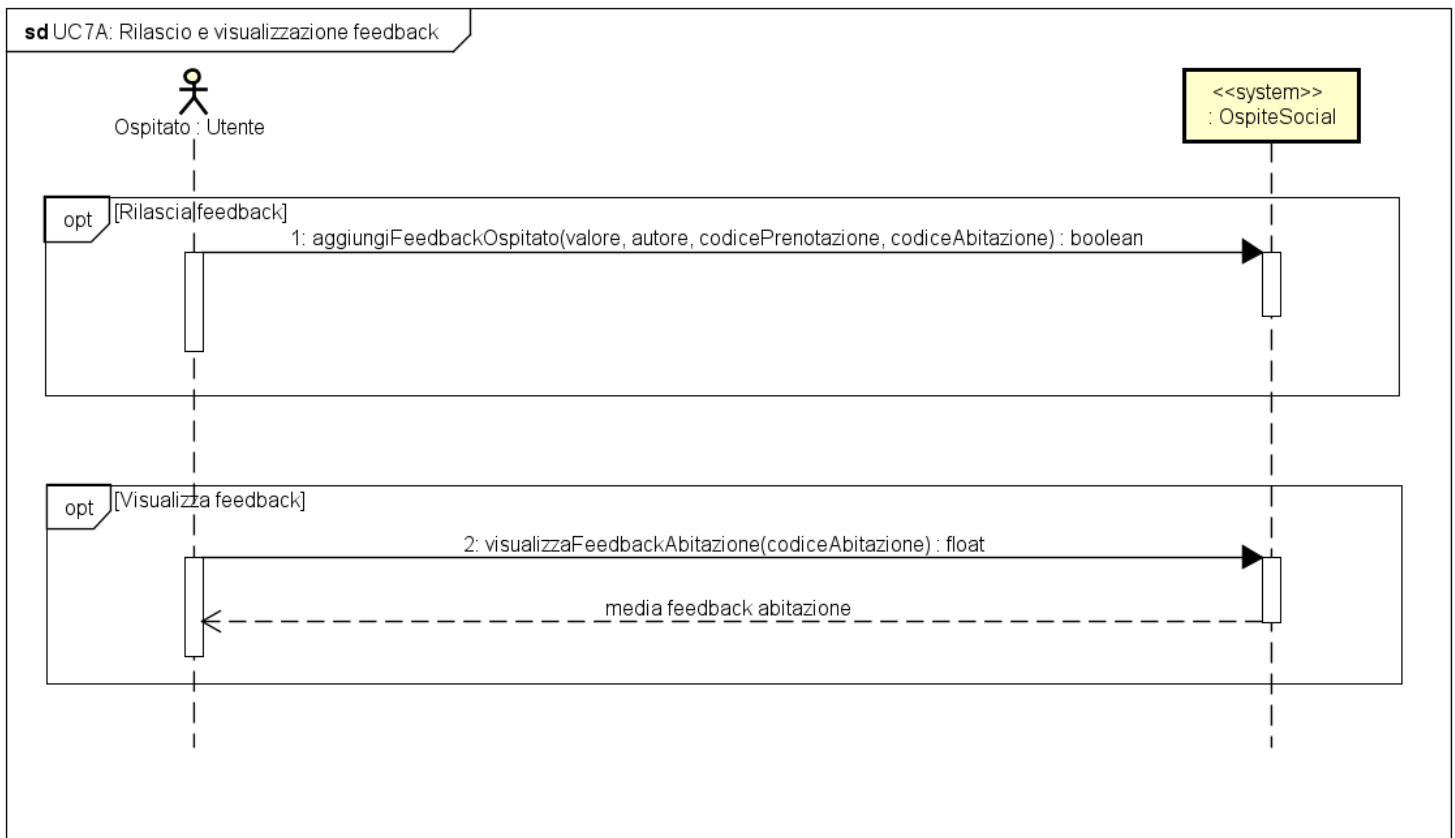 sd UC7A: Rilascio e visualizzazione feedback
Ospitato : Utente
<<system>>
: OspiteSocial
opt
[Rilascia feedback]
1: aggiungiFeedbackOspitato(valore, autore, codicePrenotazione, codiceAbitazione) : boolean
opt
[Visualizza feedback]
2: visualizzaFeedbackAbitazione(codiceAbitazione) : float
media feedback abitazione